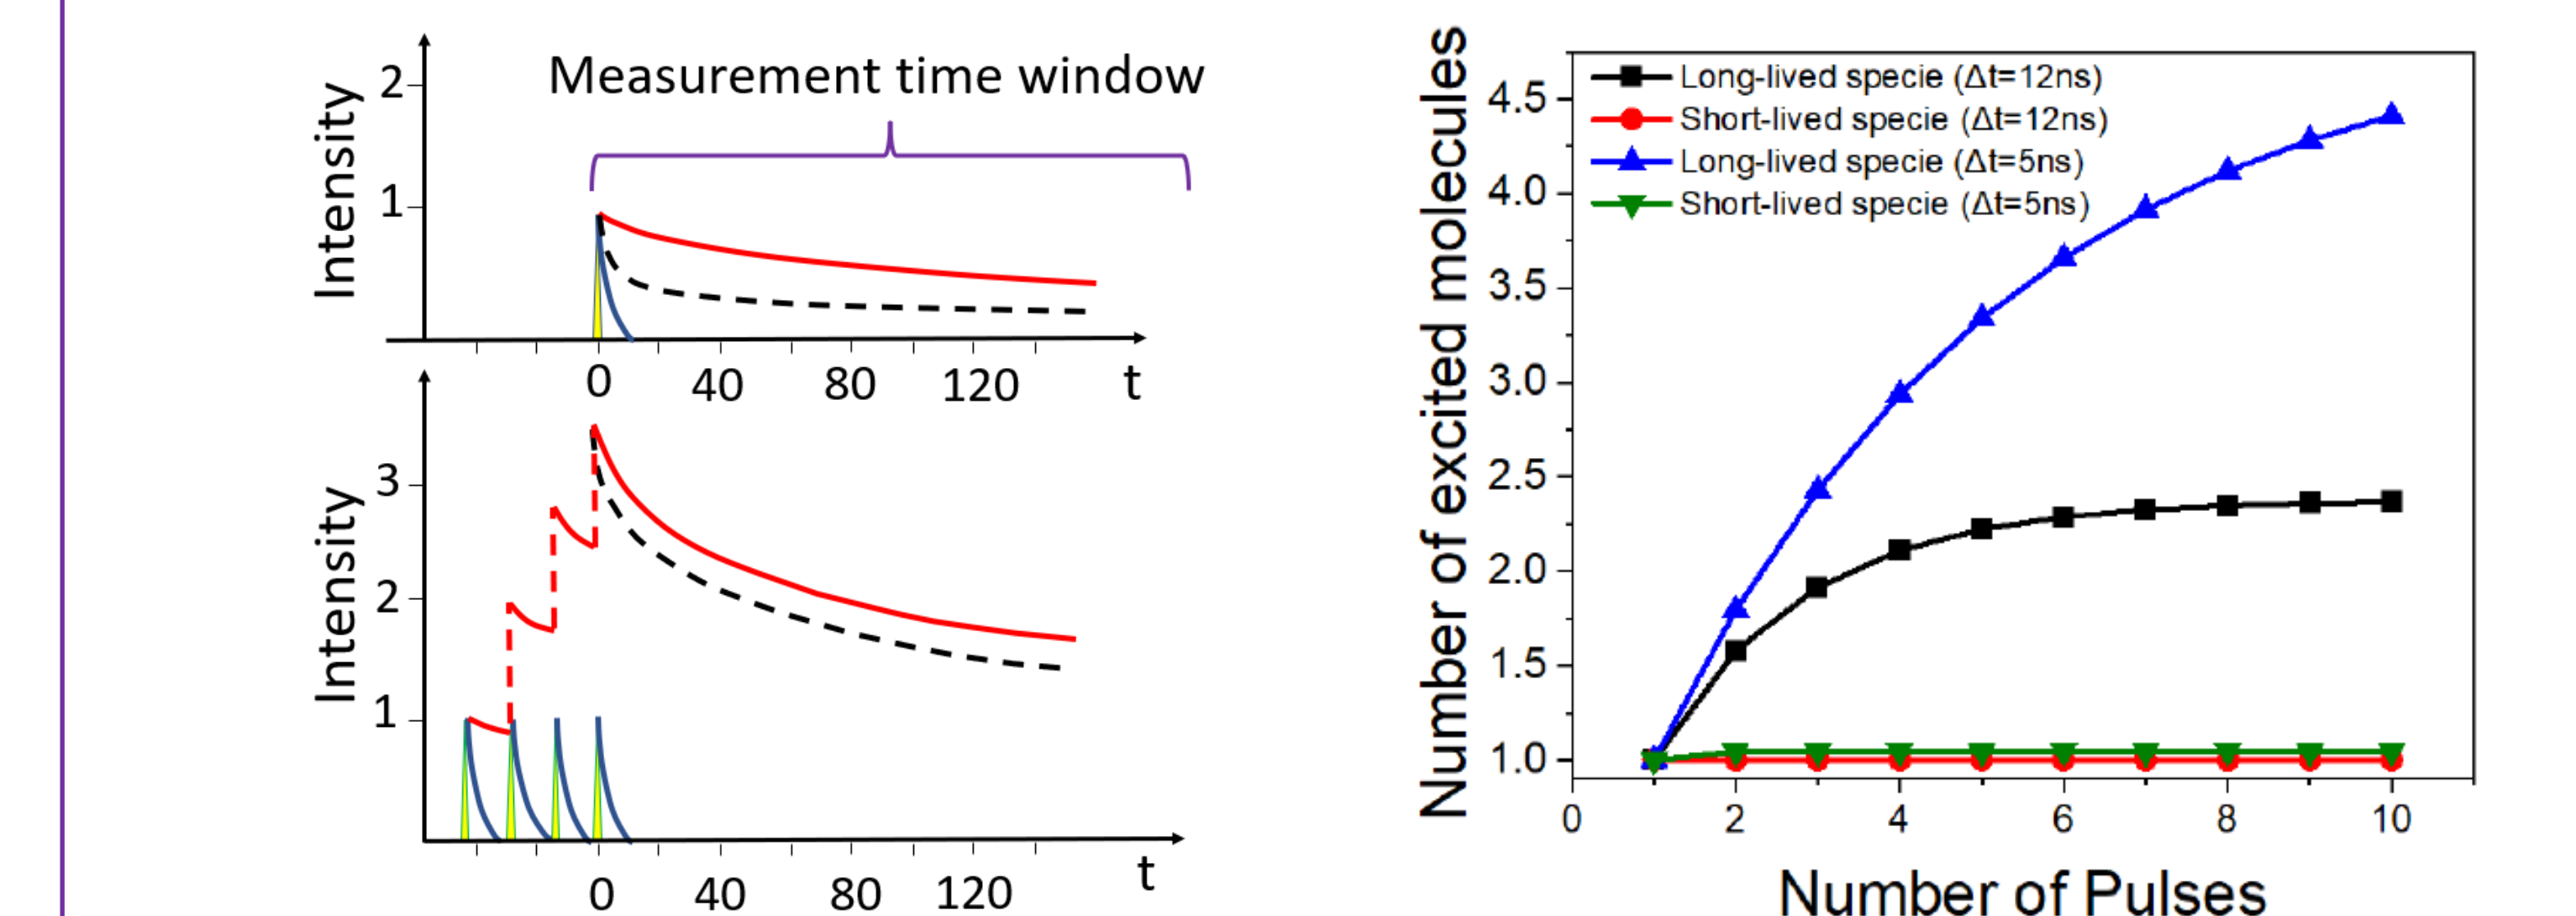 Measurement time window
Intensity
2
1
0 40 80 120 t
Intensity
3
2
1
0 40 80 120 t
Number of excited molecules
Long-lived specie (Δt=12ns)
Short-lived specie (Δt=12ns)
Long-lived specie (Δt=5ns)
Short-lived specie (Δt=5ns)
4.5
4.0
3.5
3.0
2.5
2.0
1.5
1.0
0 2 4 6 8 10
Number of Pulses